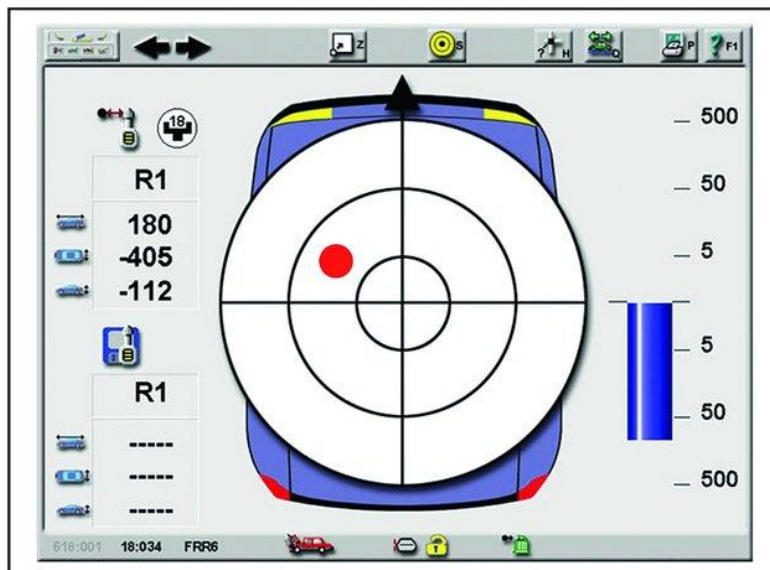 Z
S
?
H
Q
P
? F1
18
R1
180
-405
-112
R1
-----
-----
-----
500
50
5
5
50
500
618:001 18:034 FRR6